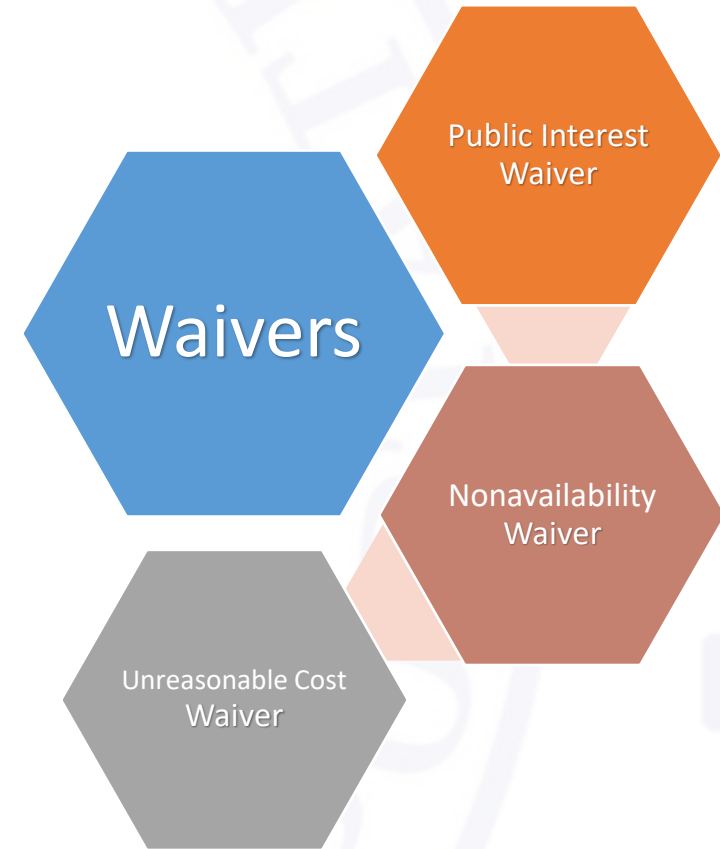 Public Interest
Waiver
Waivers
Nonavailability
Waiver
Unreasonable Cost
Waiver